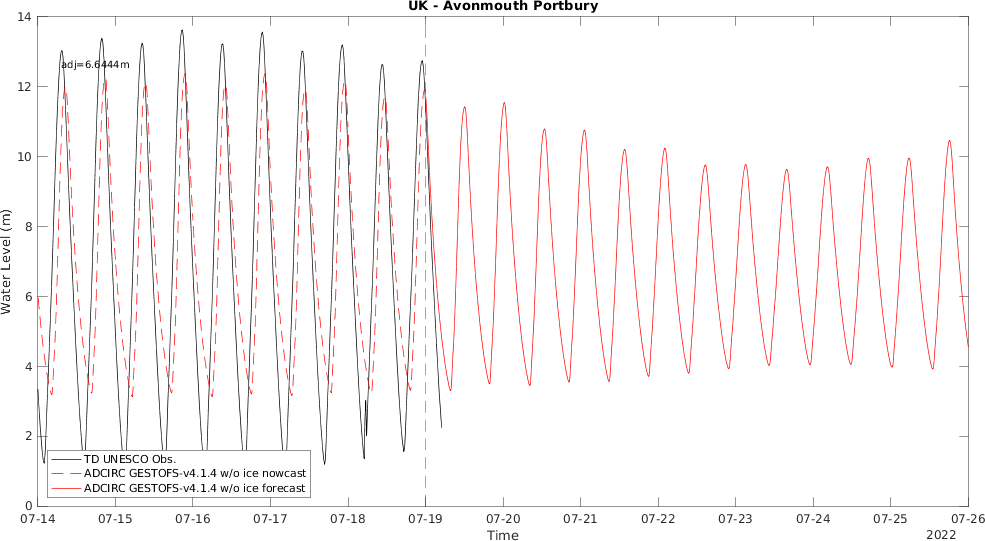 UK - Avonmouth Portbury
14
12
10
8
6
4
2
0
Water Level (m)
adj=6.6444m
TD UNESCO Obs.
ADCIRC GESTOFS-v4.1.4 w/o ice nowcast
ADCIRC GESTOFS-v4.1.4 w/o ice forecast
07-14 07-15 07-16 07-17 07-18 07-19 07-20 07-21 07-22 07-23 07-24 07-25 07-26
Time
2022